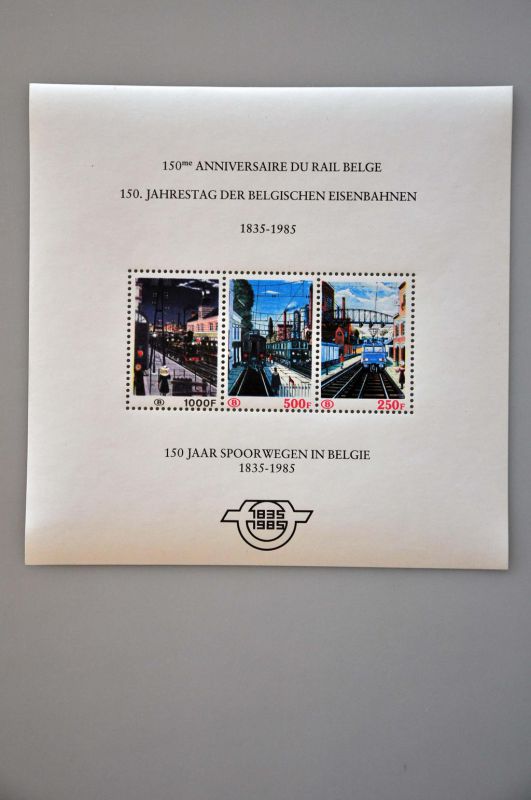 150me ANNIVERSAIRE DU RAIL BELGE
150. JAHRESTAG DER BELGISCHEN EISENBAHNEN
1835-1985
B 1000F
B 500F
B 250F
150 JAAR SPOORWEGEN IN BELGIE
1835-1985
1835
1985